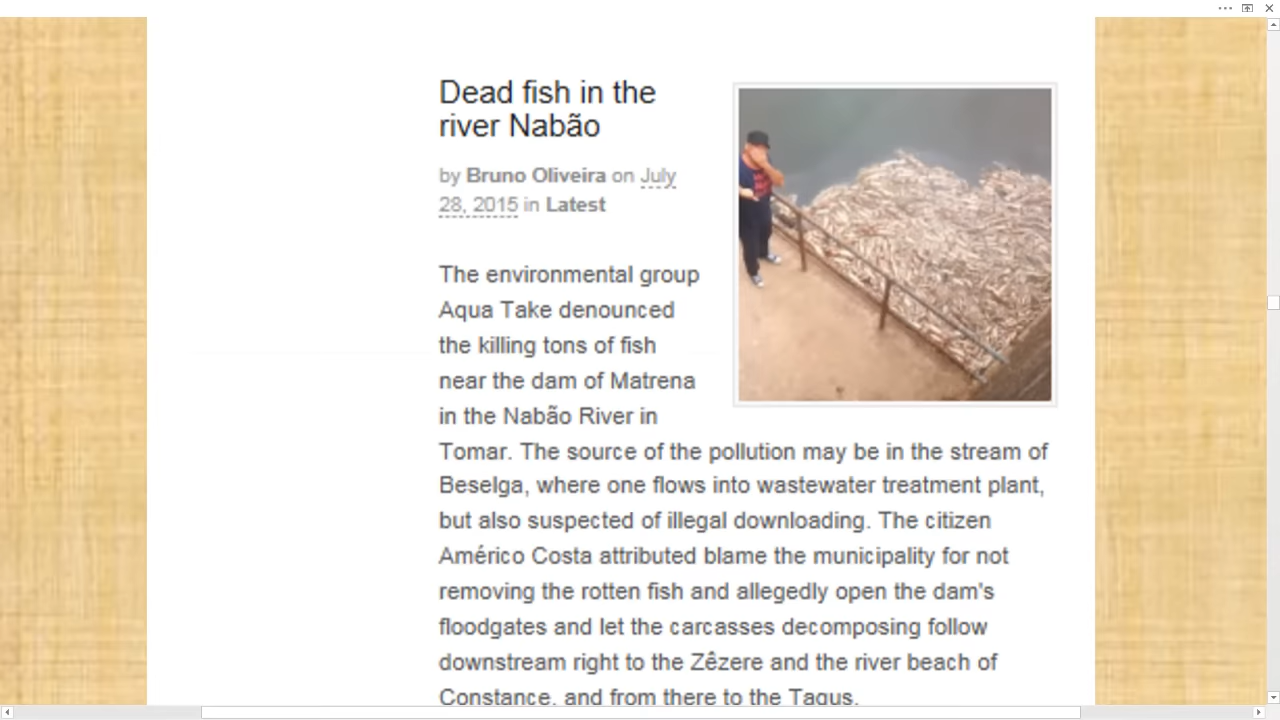 Dead fish in the
river Nabão
by Bruno Oliveira on July
28, 2015 in Latest
The environmental group
Aqua Take denounced
the killing tons of fish
near the dam of Matrena
in the Nabão River in
Tomar. The source of the pollution may be in the stream of
Beselga, where one flows into wastewater treatment plant,
but also suspected of illegal downloading. The citizen
Américo Costa attributed blame the municipality for not
removing the rotten fish and allegedly open the dam's
floodgates and let the carcasses decomposing follow
downstream right to the Zêzere and the river beach of
Constance, and from there to the Tagus.